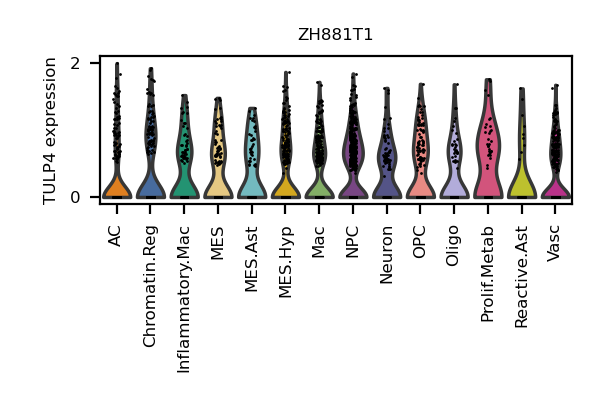 ZH881T1
TULP4 expression
2
0
AC
Chromatin.Reg
Inflammatory.Mac
MES
MES.Ast
MES.Hyp
Mac
NPC
Neuron
OPC
Oligo
Prolif.Metab
Reactive.Ast
Vasc